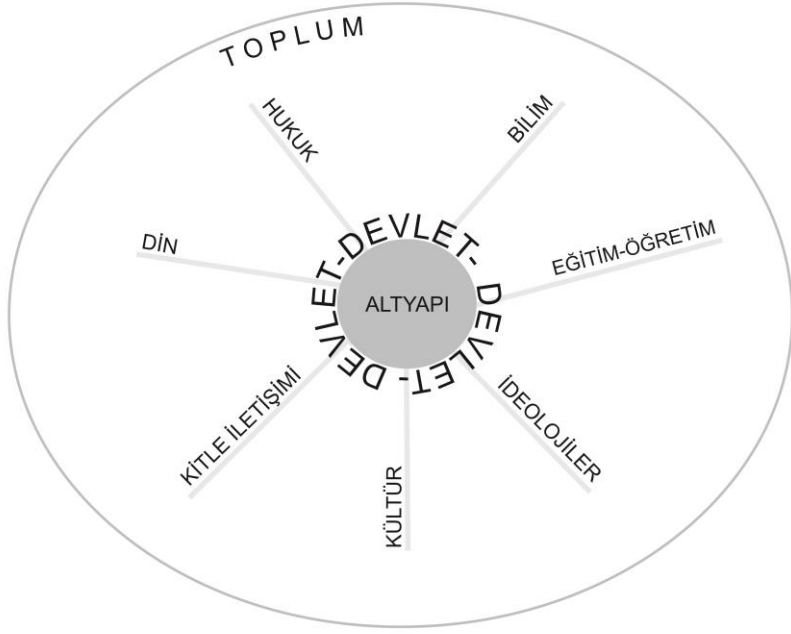 TOPLUM
HUKUK
BİLİM
DİN
EĞİTİM-ÖĞRETİM
DEVLET-DEVLET-DEVLET-DEVLET-
ALTYAPI
KİTLE İLETİŞİMİ
İDEOLOJİLER
KÜLTÜR